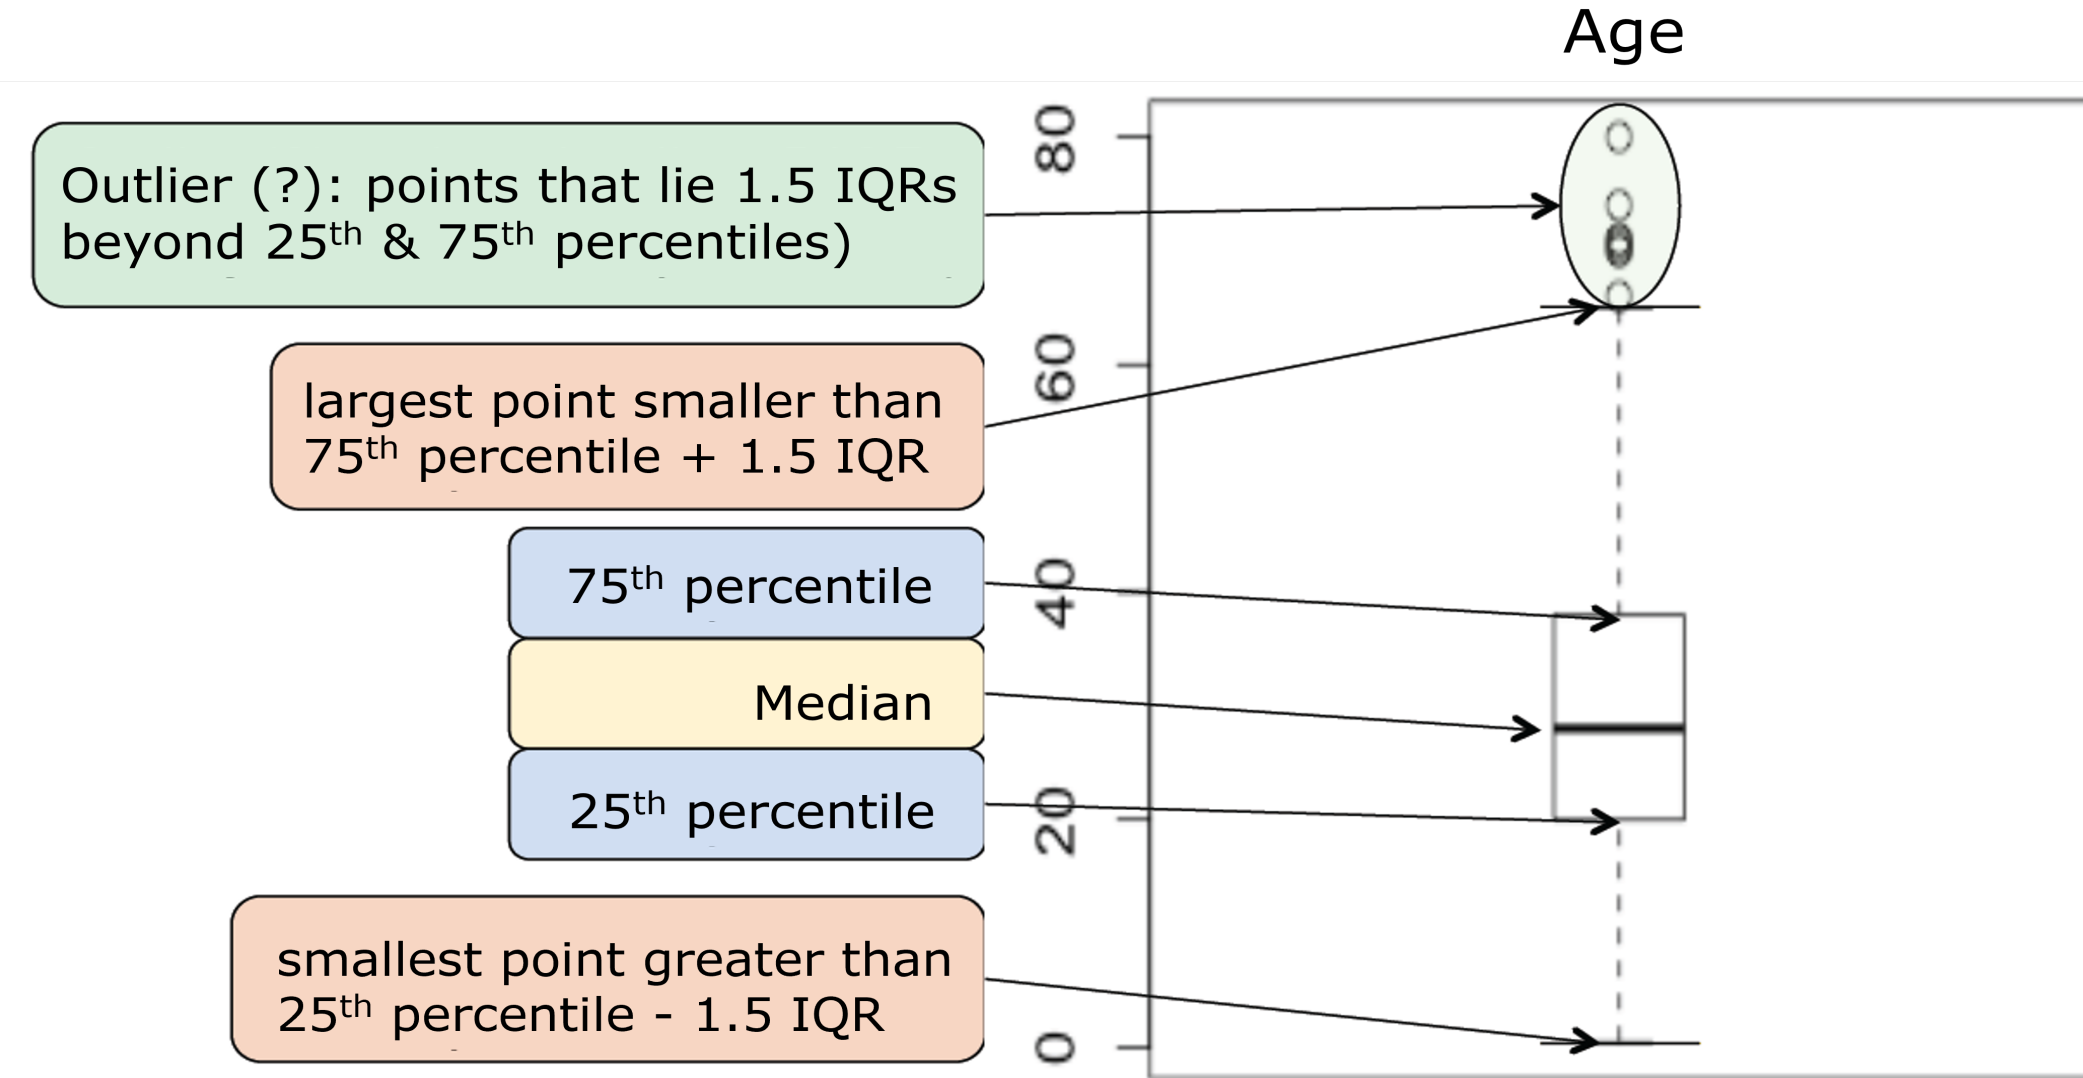 Age
Outlier (?): points that lie 1.5 IQRs
beyond 25th & 75th percentiles)
largest point smaller than
75th percentile + 1.5 IQR
75th percentile
Median
25th percentile
smallest point greater than
25th percentile - 1.5 IQR
80
60
40
20
0